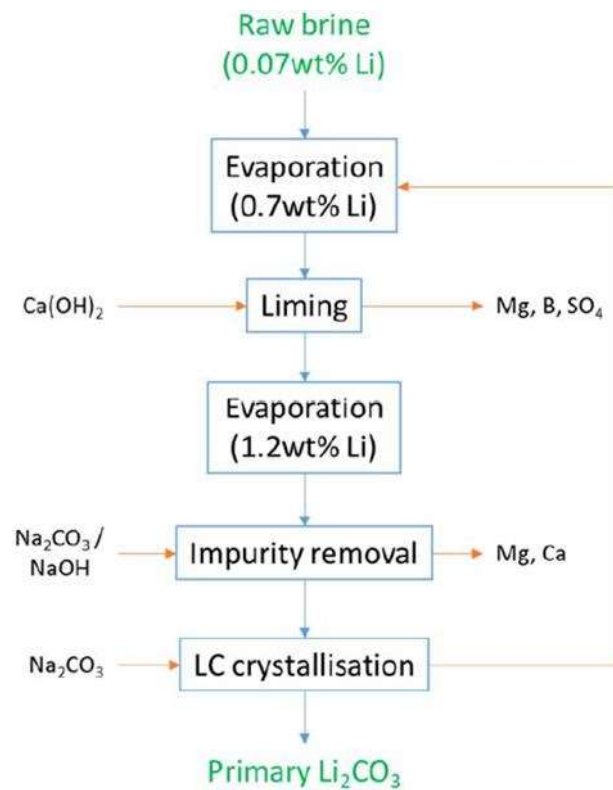 Raw brine
(0.07wt% Li)
Evaporation
(0.7wt% Li)
Ca(OH)₂
Liming
Mg, B, SO₄
Evaporation
(1.2wt% Li)
Na₂CO₃ /
NaOH
Impurity removal
Mg, Ca
Na₂CO₃
LC crystallisation
Primary Li₂CO₃